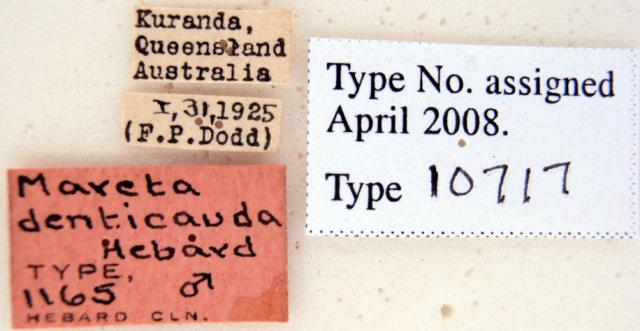 Kuranda,
Queensland
Australia
I,31,1925
(F.P.Dodd)
Mareta
denticauda
Hebard
TYPE,
1165 ♂
HEBARD CLN.
Type No. assigned
April 2008.
Type 10717